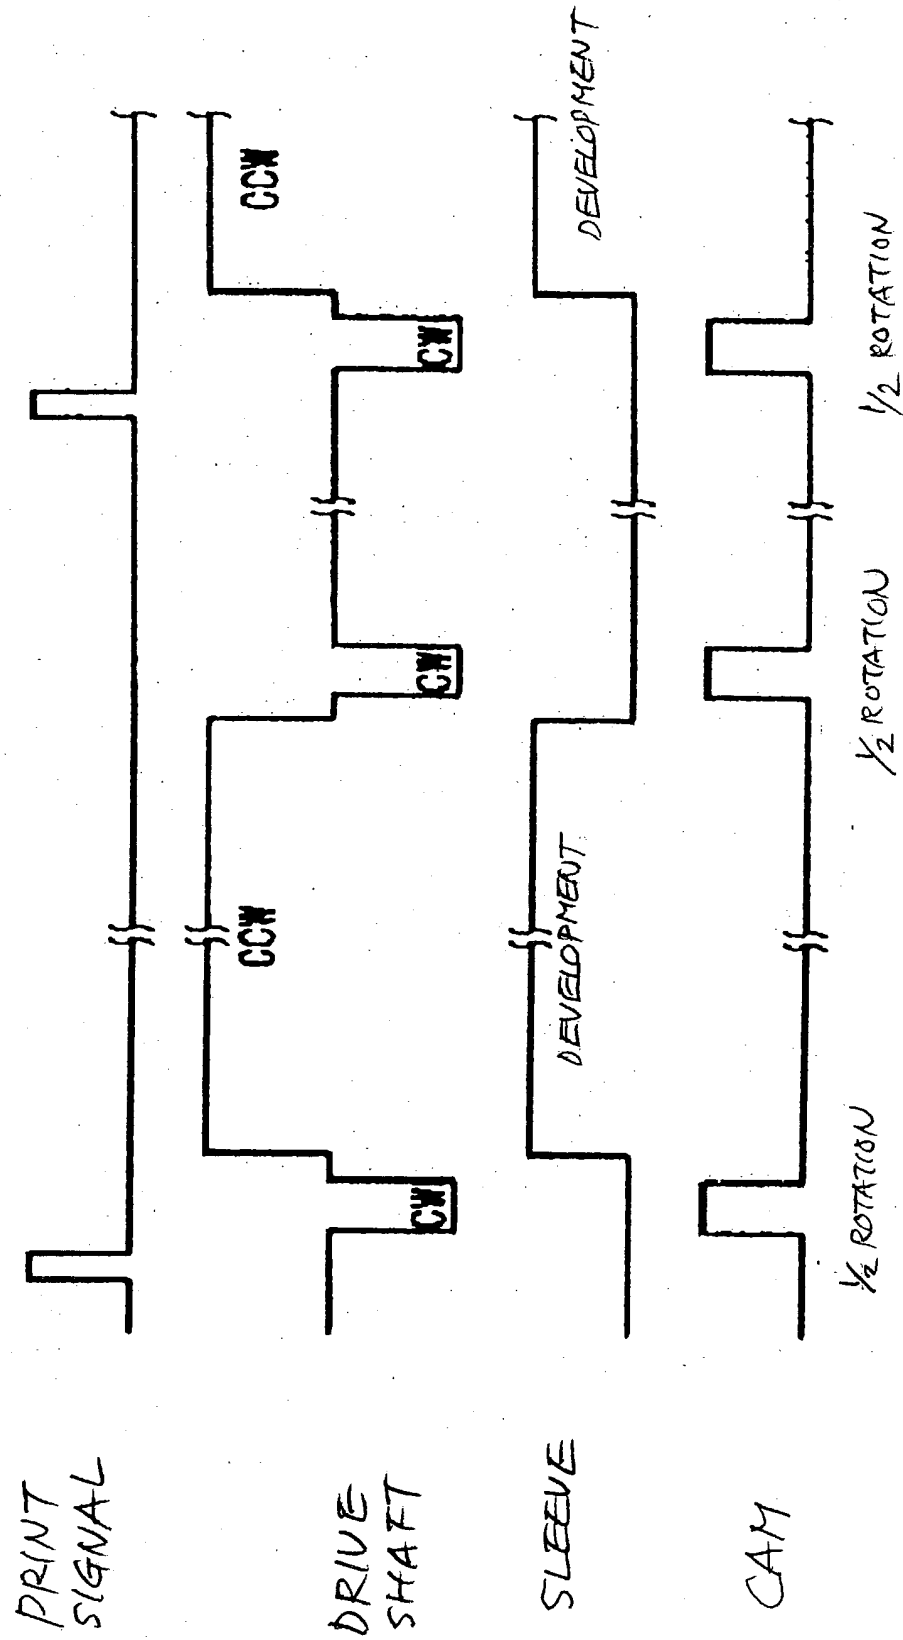 PRINT
SIGNAL
DRIVE
SHAFT
CW
CCW
CW
CW
CCW
SLEEVE
DEVELOPMENT
DEVELOPMENT
CAM
1/2 ROTATION
1/2 ROTATION
1/2 ROTATION